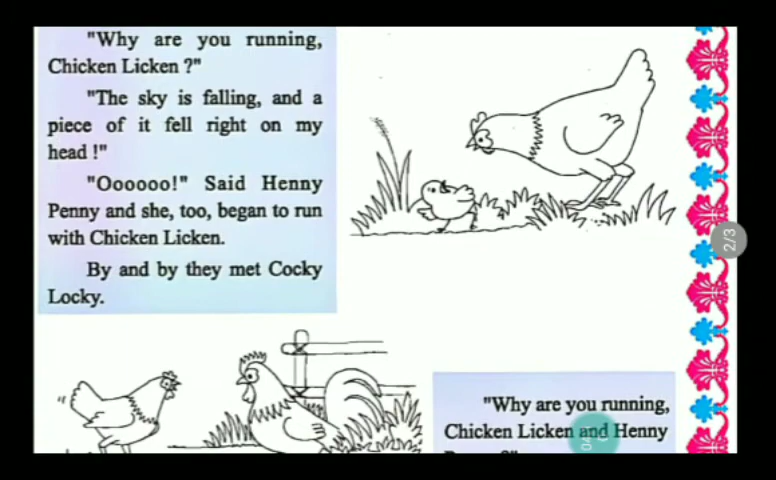 "Why are you running,
Chicken Licken ?"
"The sky is falling, and a
piece of it fell right on my
head !"
"Oooooo!" Said Henny
Penny and she, too, began to run
with Chicken Licken.
By and by they met Cocky
Locky.
2/3
"Why are you running,
Chicken Licken and Henny